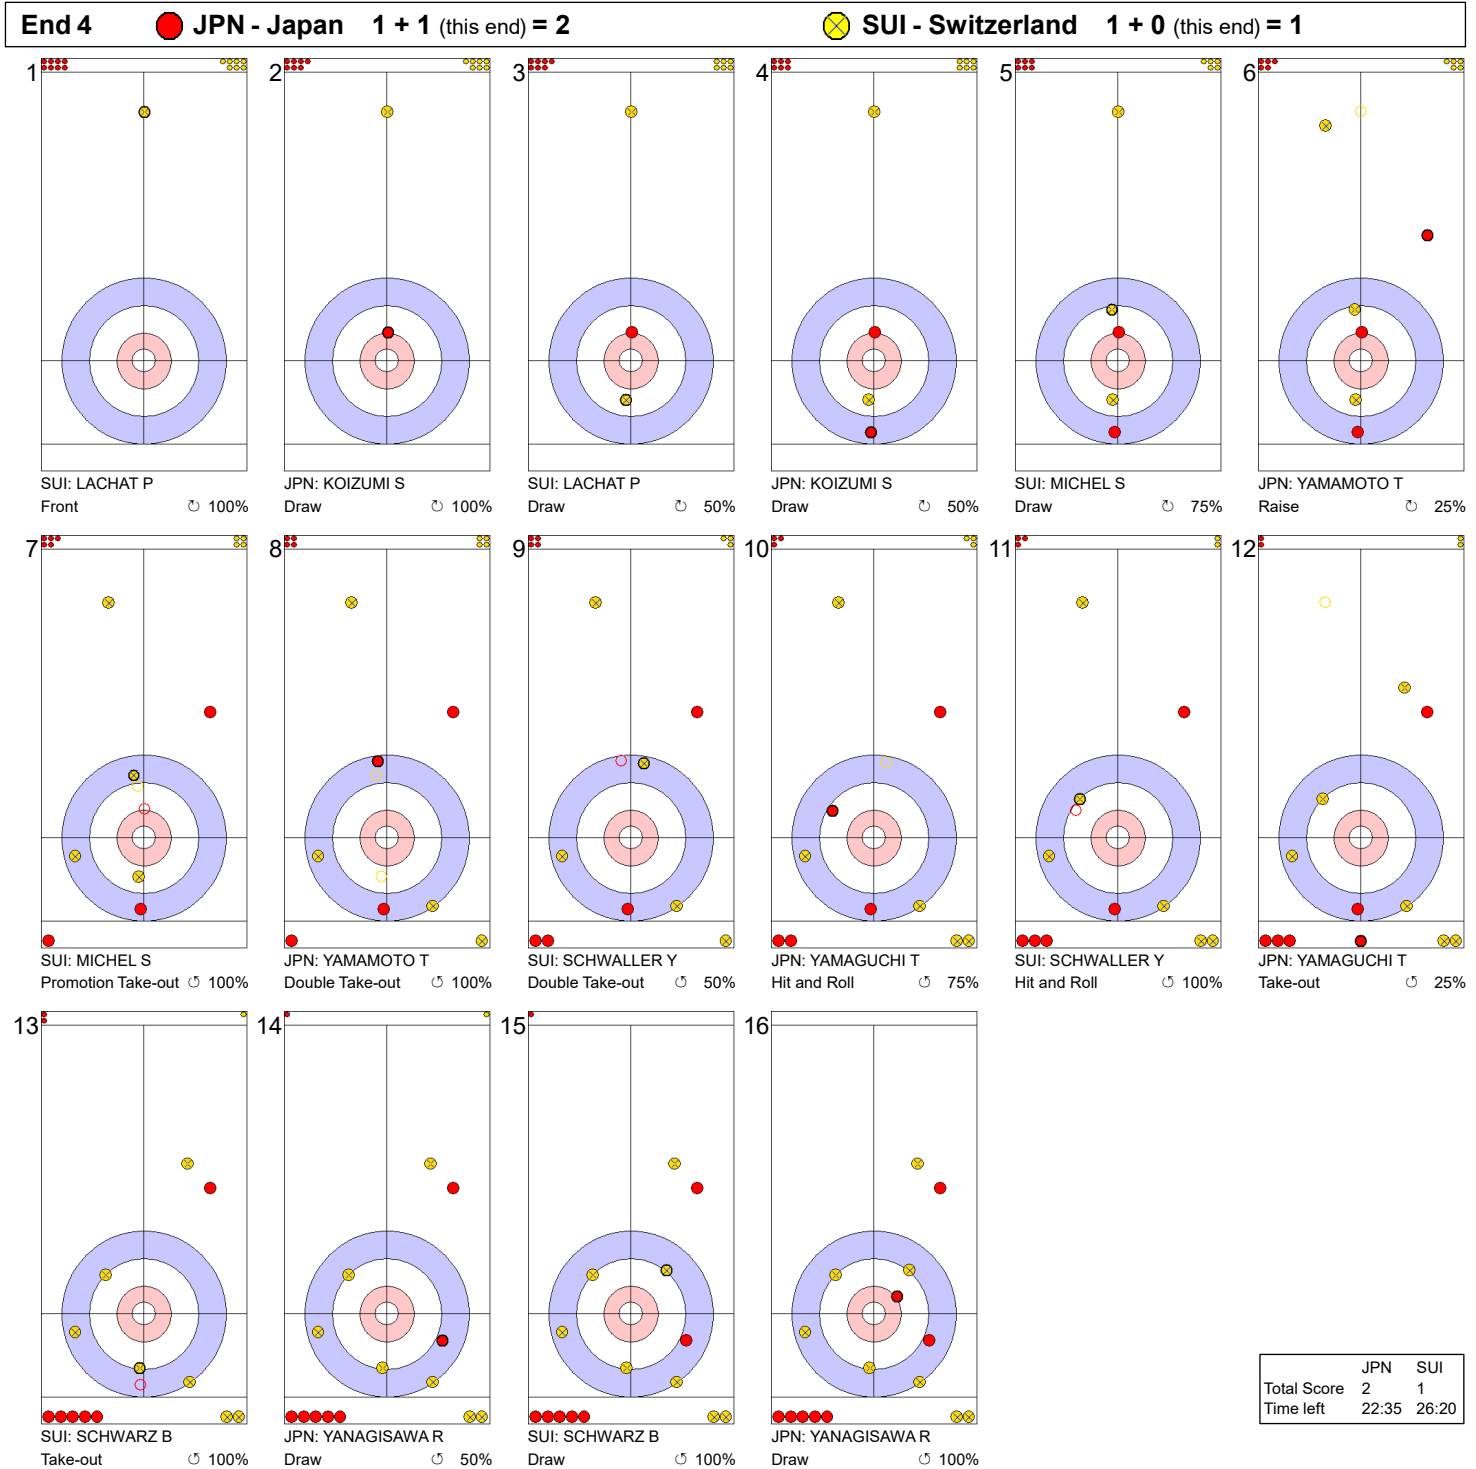 End 4 JPN - Japan 1 + 1 (this end) = 2 SUI - Switzerland 1 + 0 (this end) = 1
1 2 3 4 5 6
SUI: LACHAT P JPN: KOIZUMI S SUI: LACHAT P JPN: KOIZUMI S SUI: MICHEL S JPN: YAMAMOTO T
Front ↻ 100% Draw ↻ 100% Draw ↻ 50% Draw ↻ 50% Draw ↻ 75% Raise ↻ 25%
7 8 9 10 11 12
SUI: MICHEL S JPN: YAMAMOTO T SUI: SCHWALLER Y JPN: YAMAGUCHI T SUI: SCHWALLER Y JPN: YAMAGUCHI T
Promotion Take-out ↺ 100% Double Take-out ↺ 100% Double Take-out ↺ 50% Hit and Roll ↺ 75% Hit and Roll ↺ 100% Take-out ↺ 25%
13 14 15 16
SUI: SCHWARZ B JPN: YANAGISAWA R SUI: SCHWARZ B JPN: YANAGISAWA R
Take-out ↺ 100% Draw ↺ 50% Draw ↺ 100% Draw ↺ 100%
JPN SUI
Total Score 2 1
Time left 22:35 26:20